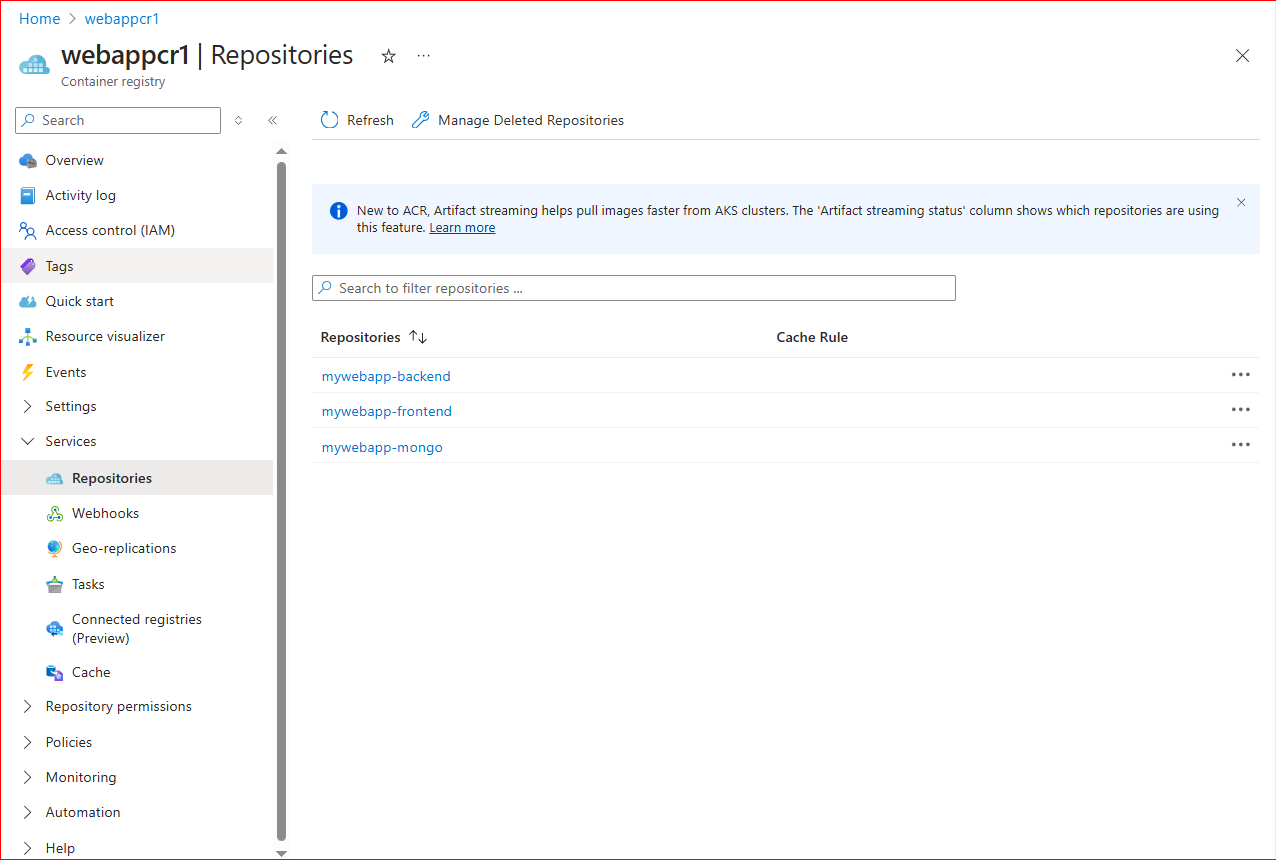 Home > webappcr1
webappcr1 | Repositories
Container registry
Search
Overview
Activity log
Access control (IAM)
Tags
Quick start
Resource visualizer
Events
Settings
Services
Repositories
Webhooks
Geo-replications
Tasks
Connected registries
(Preview)
Cache
Repository permissions
Policies
Monitoring
Automation
Help
Refresh
Manage Deleted Repositories
New to ACR, Artifact streaming helps pull images faster from AKS clusters. The 'Artifact streaming status' column shows which repositories are using
this feature. Learn more
Search to filter repositories ...
Repositories Cache Rule
mywebapp-backend
mywebapp-frontend
mywebapp-mongo